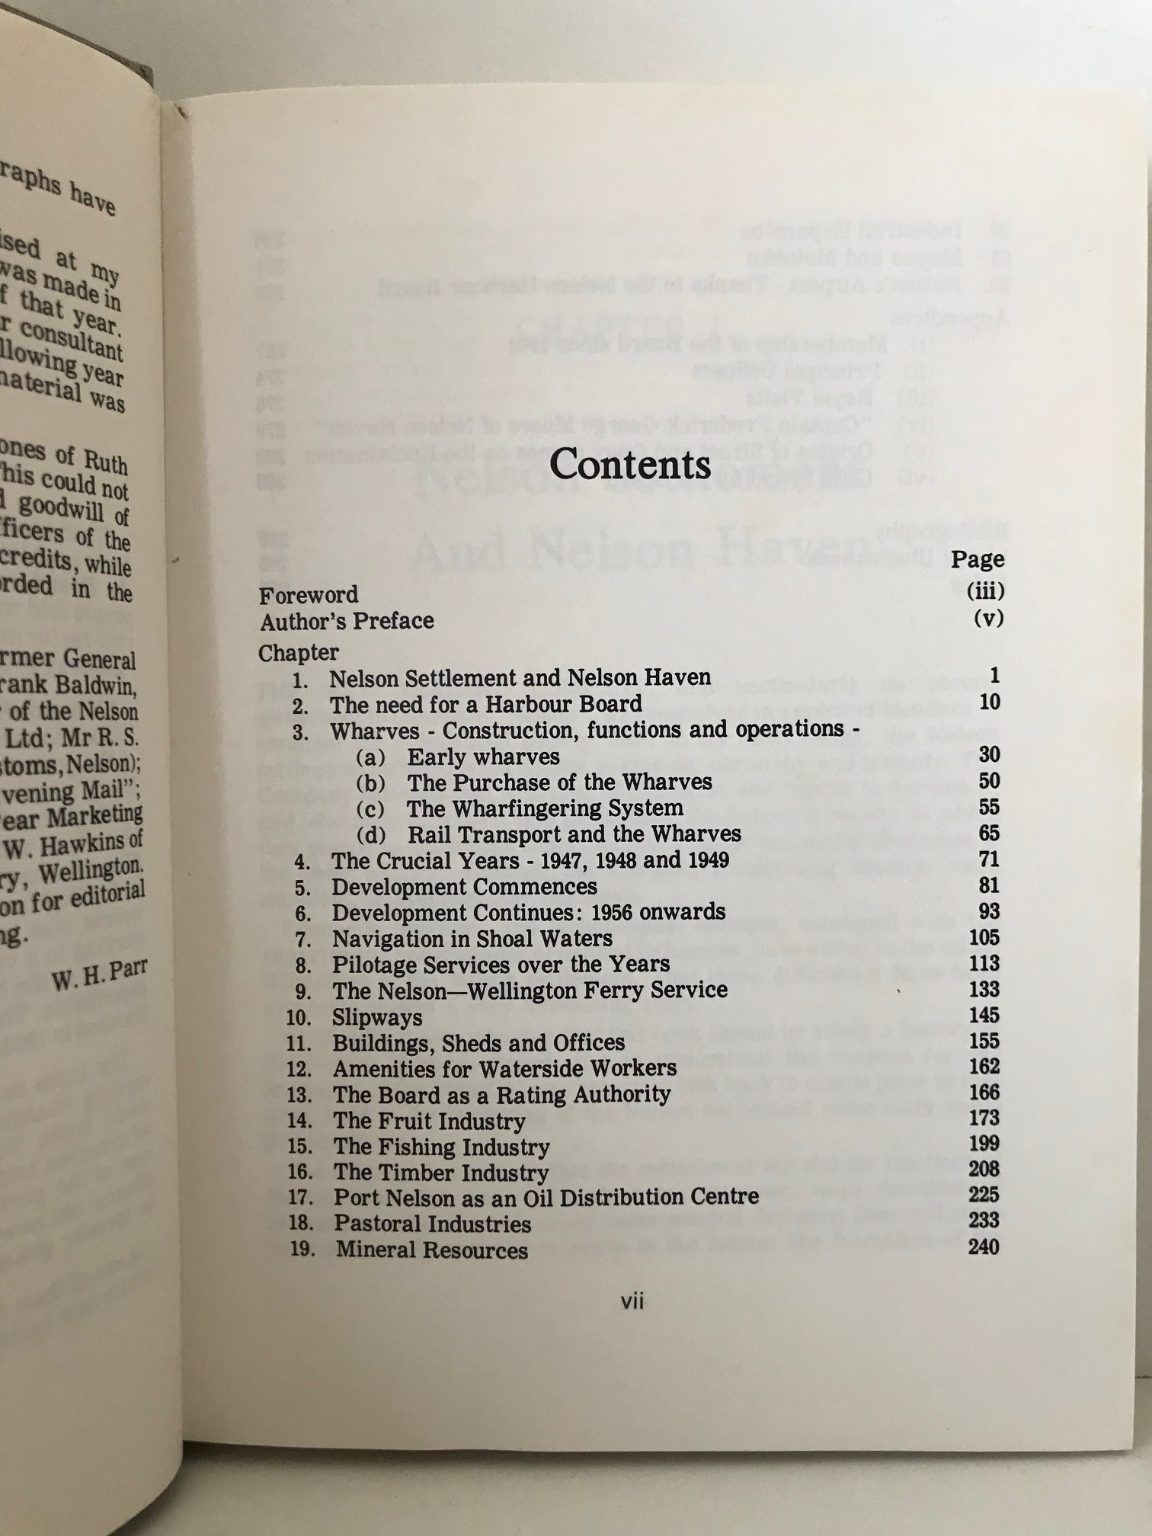 raphs have
ised at my
was made in
f that year.
r consultant
llowing year
material was
ones of Ruth
his could not
d goodwill of
fficers of the
credits, while
orded in the
rmer General
rank Baldwin,
of the Nelson
Ltd; Mr R. S.
toms, Nelson);
vening Mail";
ear Marketing
W. Hawkins of
ry, Wellington.
on for editorial
ng.
W. H. Parr
Contents
Page
Foreword (iii)
Author's Preface (v)
Chapter
1. Nelson Settlement and Nelson Haven 1
2. The need for a Harbour Board 10
3. Wharves - Construction, functions and operations -
(a) Early wharves 30
(b) The Purchase of the Wharves 50
(c) The Wharfingering System 55
(d) Rail Transport and the Wharves 65
4. The Crucial Years - 1947, 1948 and 1949 71
5. Development Commences 81
6. Development Continues: 1956 onwards 93
7. Navigation in Shoal Waters 105
8. Pilotage Services over the Years 113
9. The Nelson—Wellington Ferry Service 133
10. Slipways 145
11. Buildings, Sheds and Offices 155
12. Amenities for Waterside Workers 162
13. The Board as a Rating Authority 166
14. The Fruit Industry 173
15. The Fishing Industry 199
16. The Timber Industry 208
17. Port Nelson as an Oil Distribution Centre 225
18. Pastoral Industries 233
19. Mineral Resources 240
vii